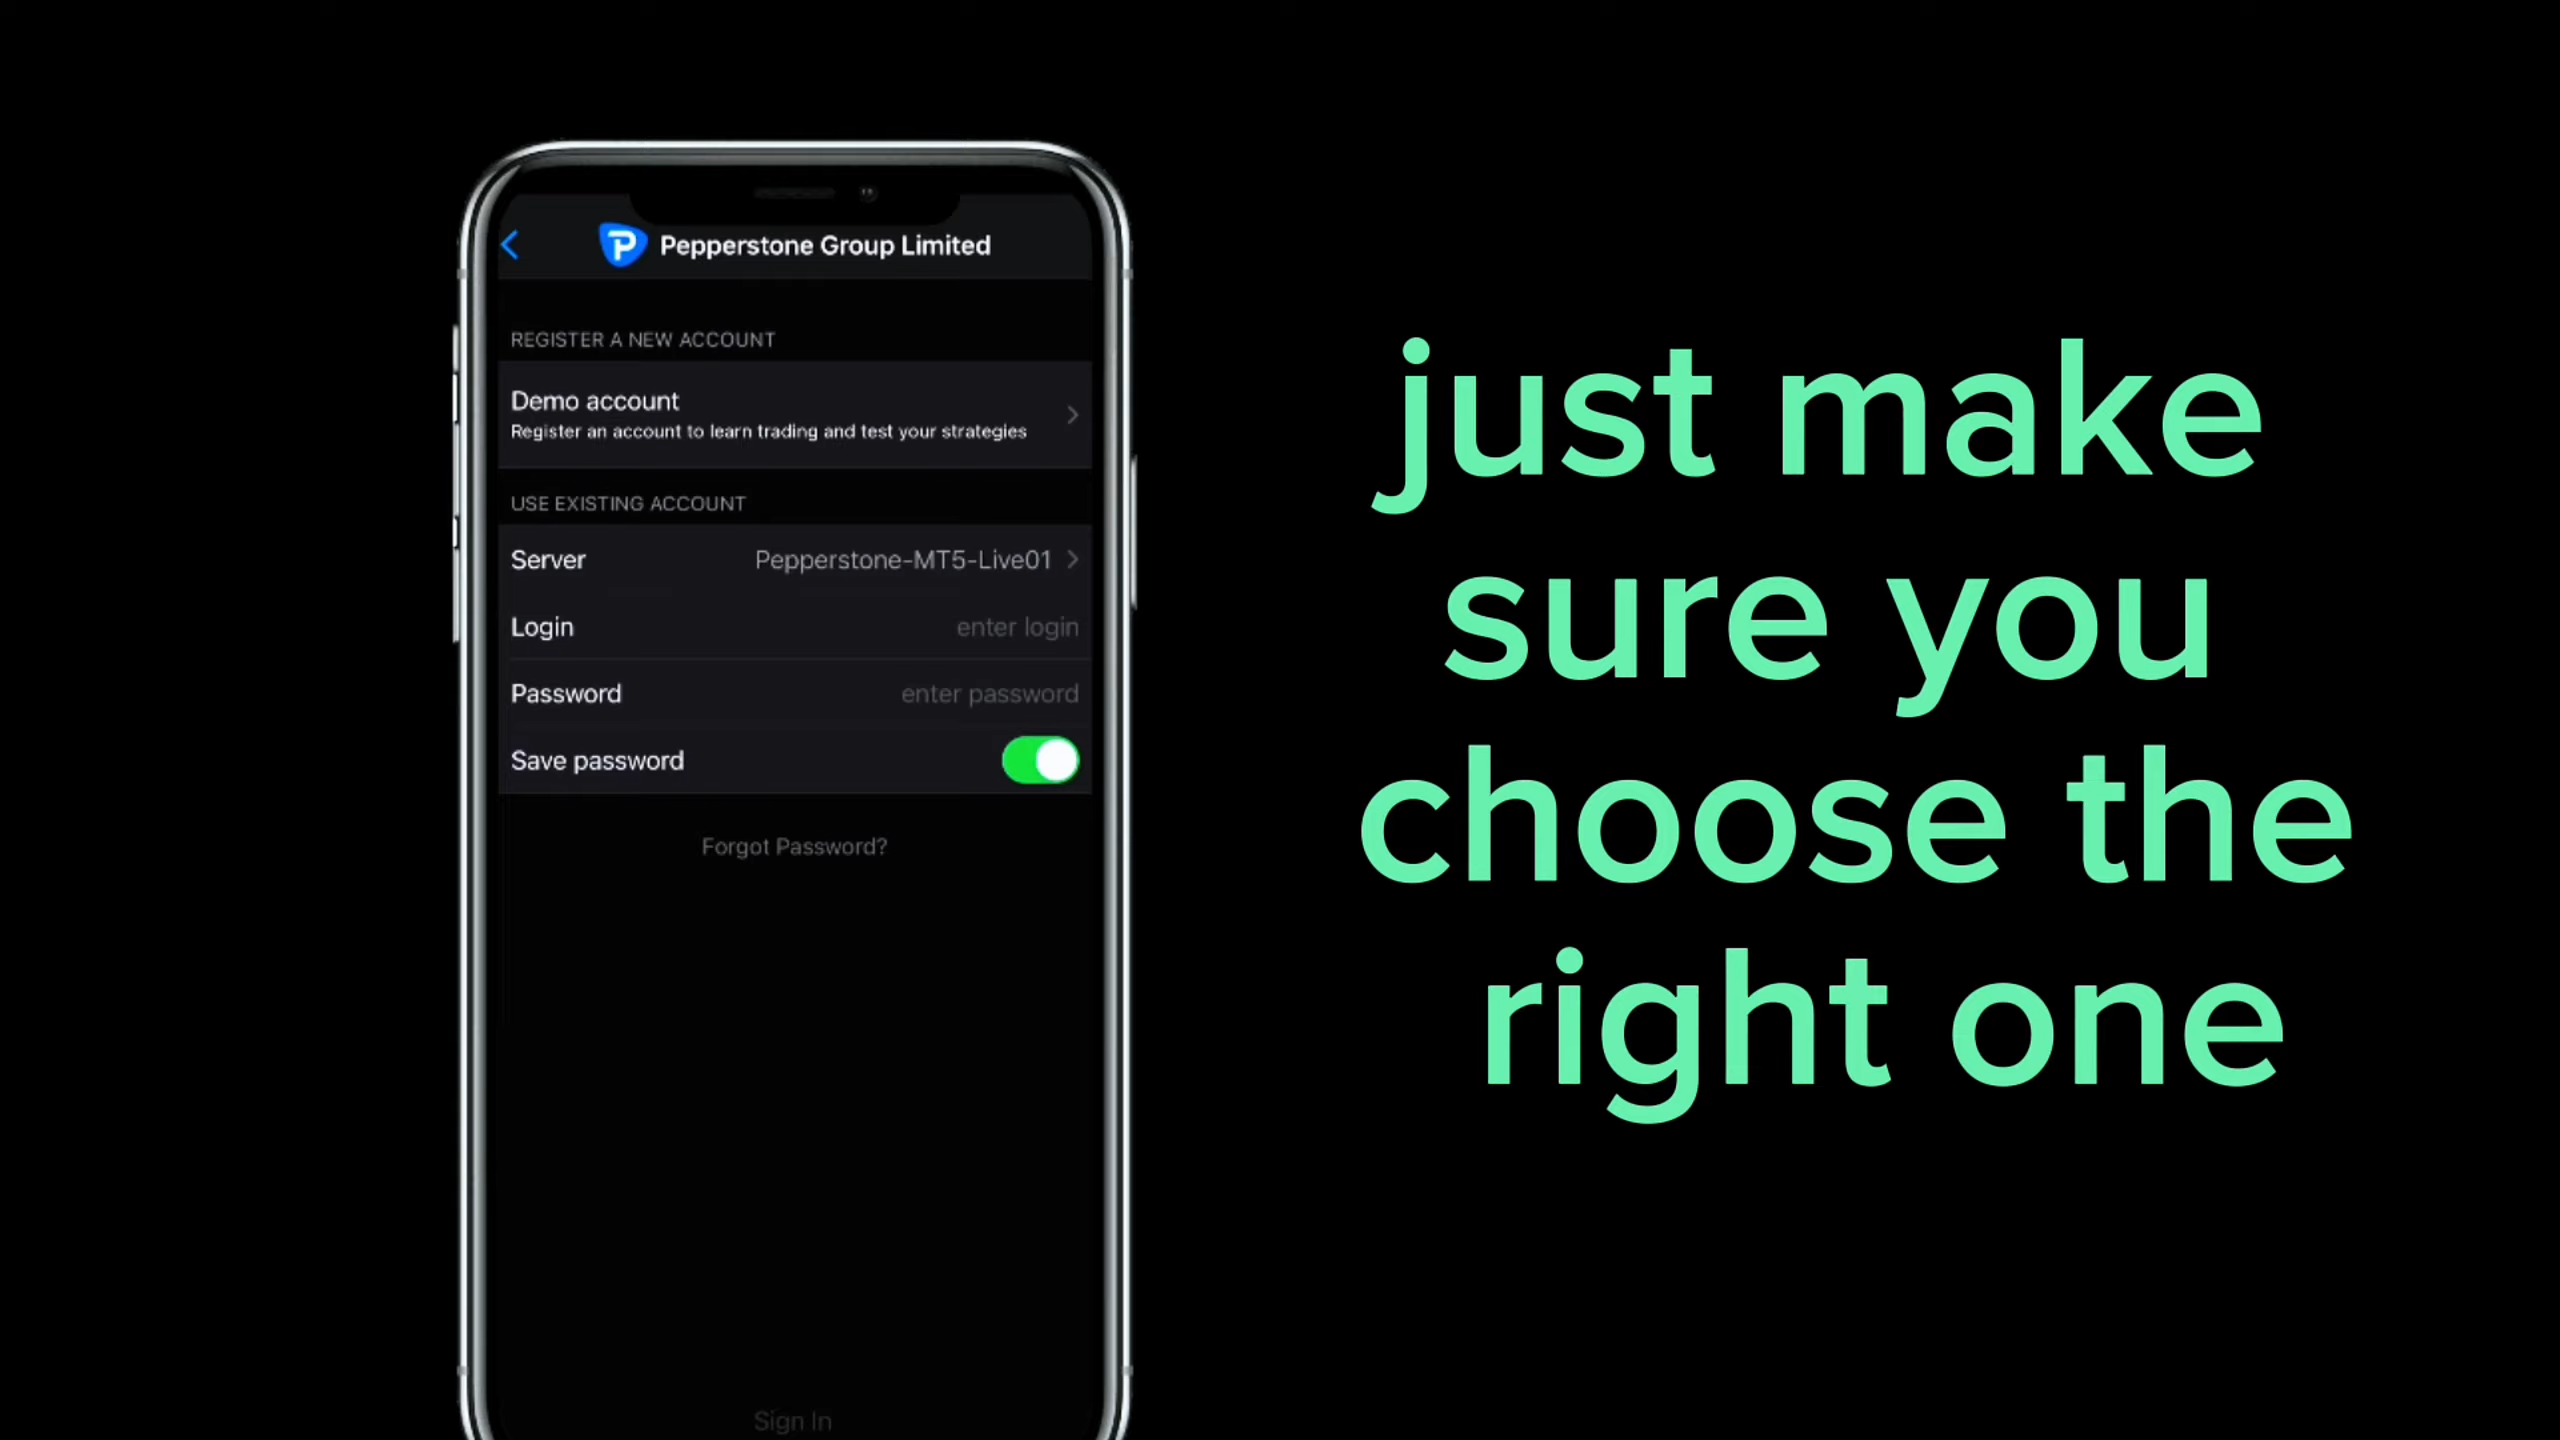 Pepperstone Group Limited
REGISTER A NEW ACCOUNT
Demo account
Register an account to learn trading and test your strategies
USE EXISTING ACCOUNT
Server Pepperstone-MT5-Live01
Login enter login
Password enter password
Save password
Forgot Password?
Sign In
just make
sure you
choose the
right one